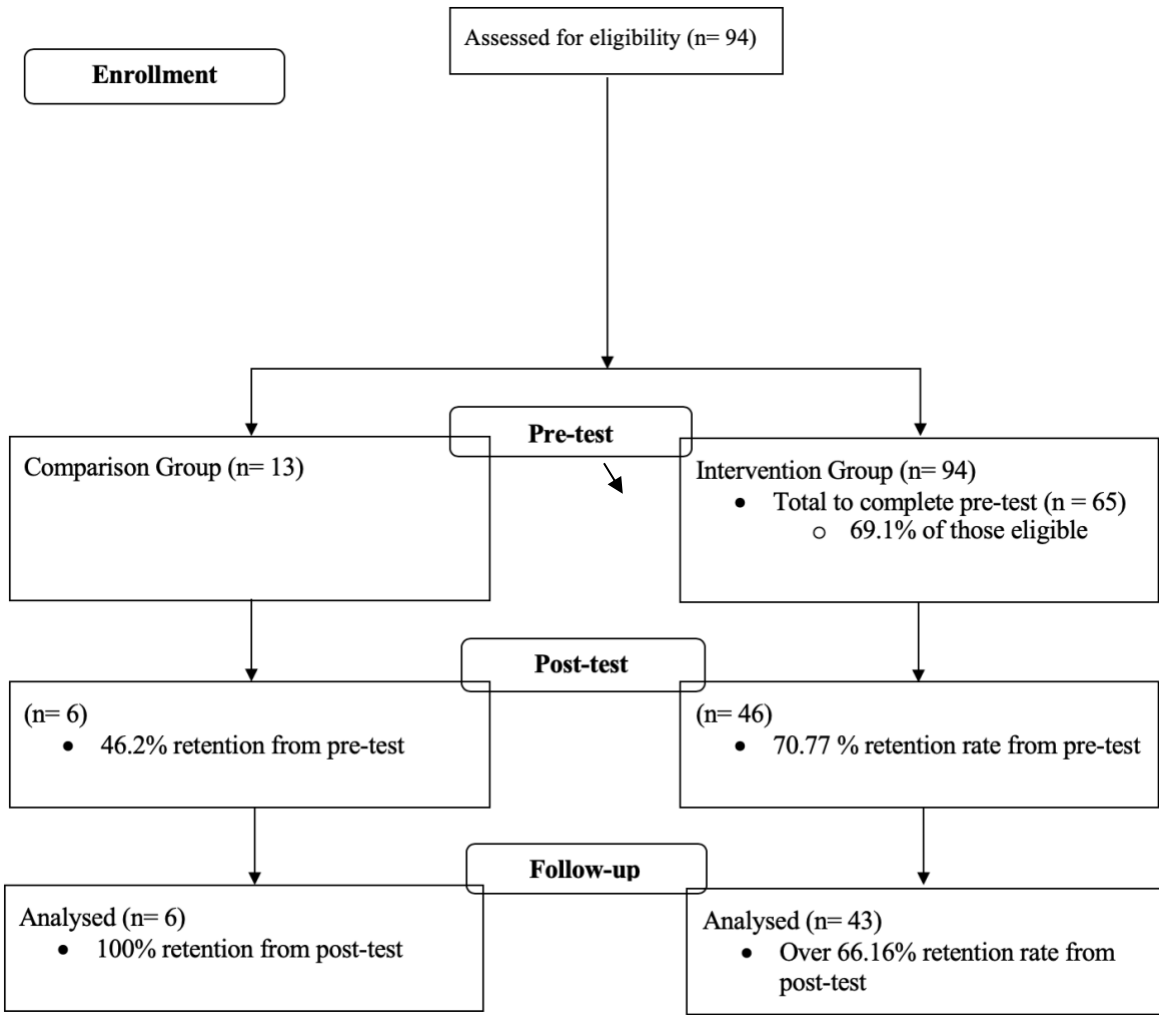 Assessed for eligibility (n= 94)
Enrollment
Pre-test
Comparison Group (n= 13)
Intervention Group (n= 94)
• Total to complete pre-test (n = 65)
o 69.1% of those eligible
Post-test
(n= 6)
• 46.2% retention from pre-test
(n= 46)
• 70.77 % retention rate from pre-test
Follow-up
Analysed (n= 6)
• 100% retention from post-test
Analysed (n= 43)
• Over 66.16% retention rate from
post-test